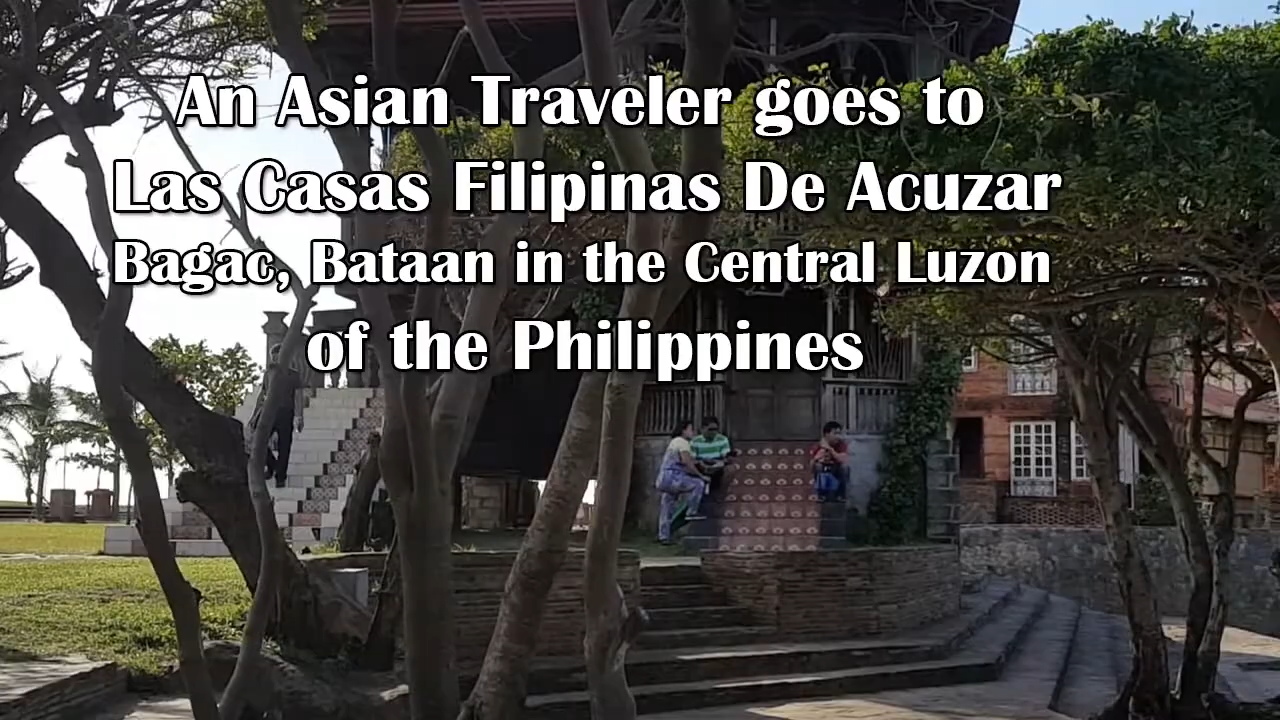 An Asian Traveler goes to
Las Casas Filipinas De Acuzar
Bagac, Bataan in the Central Luzon
of the Philippines